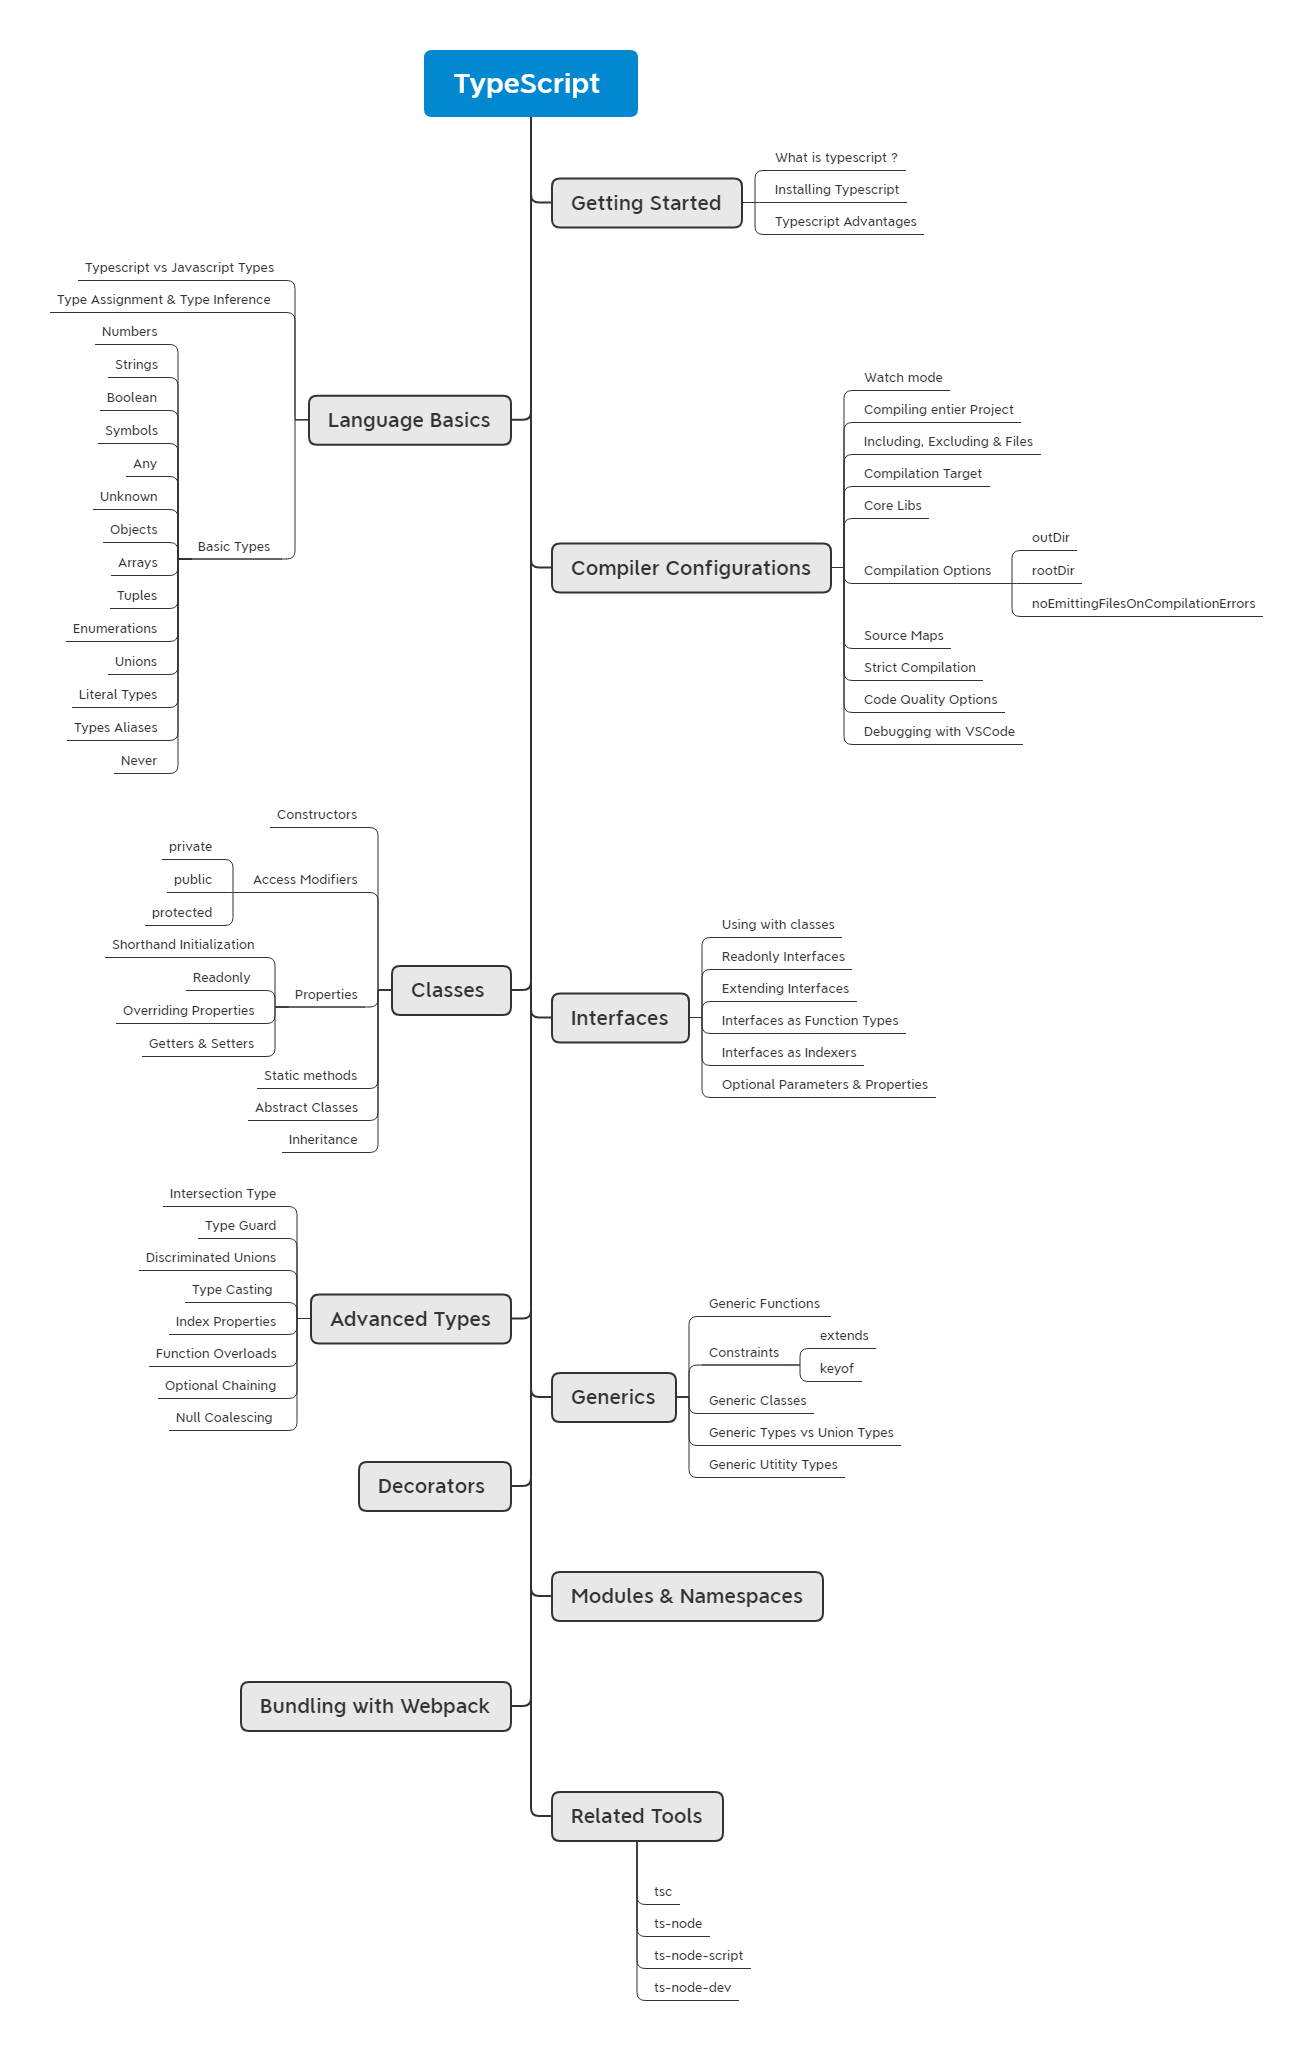 TypeScript
Getting Started
What is typescript ?
Installing Typescript
Typescript Advantages
Language Basics
Typescript vs Javascript Types
Type Assignment & Type Inference
Basic Types
Numbers
Strings
Boolean
Symbols
Any
Unknown
Objects
Arrays
Tuples
Enumerations
Unions
Literal Types
Types Aliases
Never
Compiler Configurations
Watch mode
Compiling entier Project
Including, Excluding & Files
Compilation Target
Core Libs
Compilation Options
outDir
rootDir
noEmittingFilesOnCompilationErrors
Source Maps
Strict Compilation
Code Quality Options
Debugging with VSCode
Classes
Constructors
Access Modifiers
private
public
protected
Properties
Shorthand Initialization
Readonly
Overriding Properties
Getters & Setters
Static methods
Abstract Classes
Inheritance
Interfaces
Using with classes
Readonly Interfaces
Extending Interfaces
Interfaces as Function Types
Interfaces as Indexers
Optional Parameters & Properties
Advanced Types
Intersection Type
Type Guard
Discriminated Unions
Type Casting
Index Properties
Function Overloads
Optional Chaining
Null Coalescing
Generics
Generic Functions
Constraints
extends
keyof
Generic Classes
Generic Types vs Union Types
Generic Utitity Types
Decorators
Modules & Namespaces
Bundling with Webpack
Related Tools
tsc
ts-node
ts-node-script
ts-node-dev